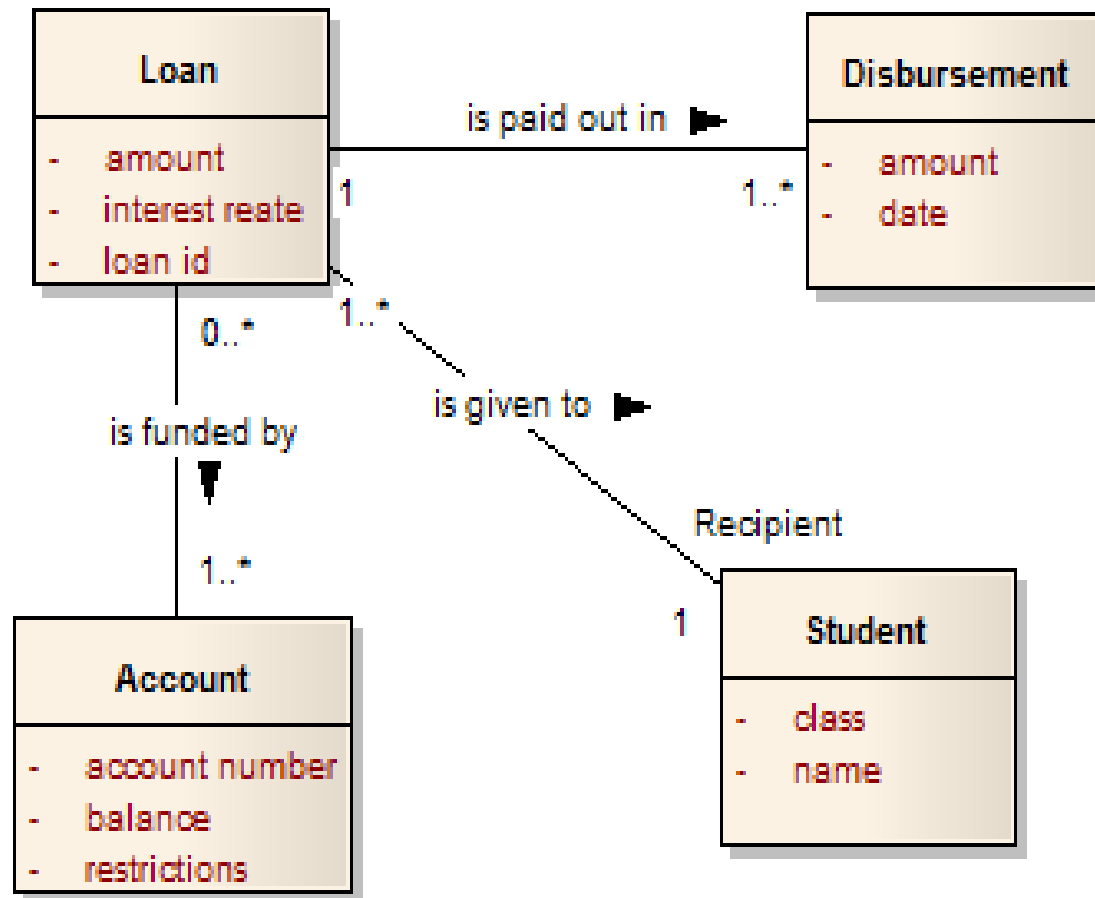 Loan
- amount
- interest reate
- loan id
is paid out in
1
1..*
Disbursement
- amount
- date
0..*
is funded by
1..*
1..*
is given to
Recipient
1
Account
- account number
- balance
- restrictions
Student
- class
- name